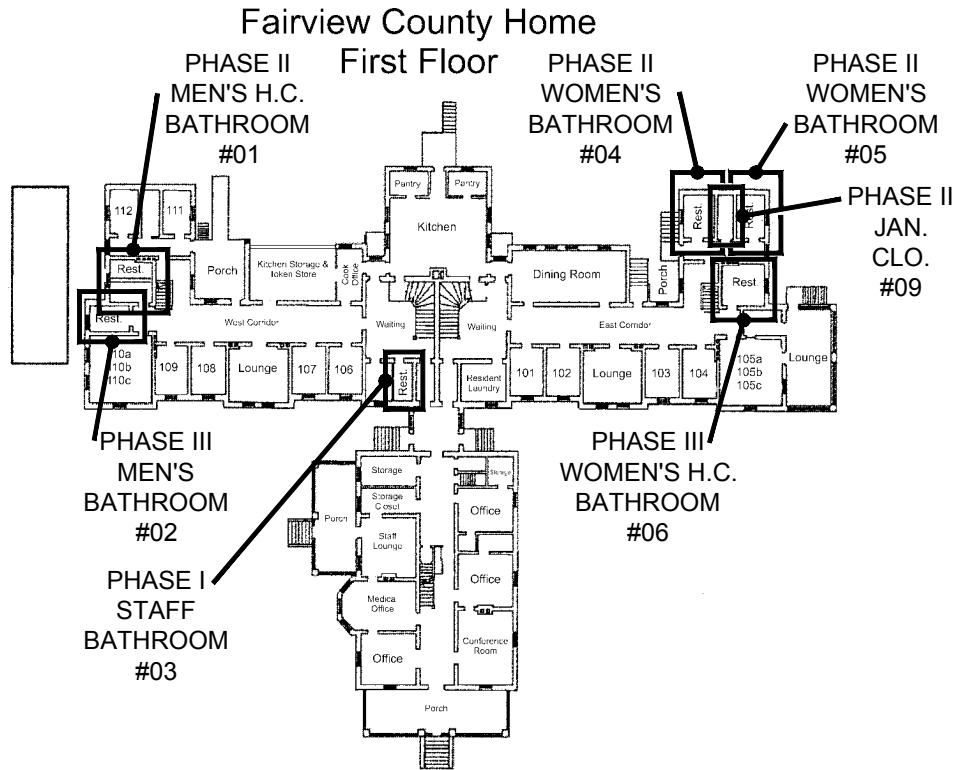 Fairview County Home
First Floor
PHASE II
MEN'S H.C.
BATHROOM
#01
PHASE II
WOMEN'S
BATHROOM
#04
PHASE II
WOMEN'S
BATHROOM
#05
PHASE II
JAN.
CLO.
#09
112
111
Rest.
Rest.
Porch
Kitchen Storage &
Token Store
Cook
Office
Pantry
Pantry
Kitchen
Dining Room
Porch
Rest.
Rest.
Rest.
West Corridor
Waiting
Waiting
East Corridor
10a
10b
110c
109
108
Lounge
107
106
Rest.
Resident
Laundry
101
102
Lounge
103
104
105a
105b
105c
Lounge
PHASE III
MEN'S
BATHROOM
#02
PHASE III
WOMEN'S H.C.
BATHROOM
#06
PHASE I
STAFF
BATHROOM
#03
Storage
Storage
Storage
Closet
Office
Porch
Staff
Lounge
Office
Medica
Office
Conference
Room
Office
Porch